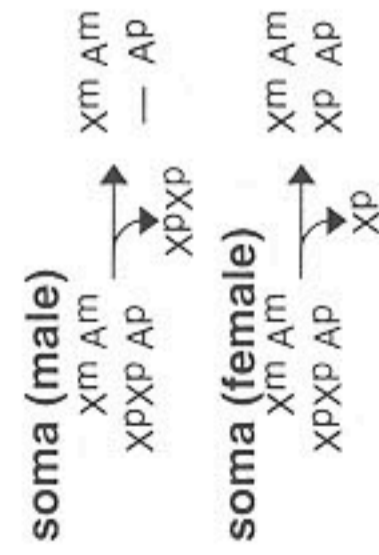 soma (male)
Xm Am Xm Am
XpXp Ap — Ap
XpXp
soma (female)
Xm Am Xm Am
XpXp Ap Xp Ap
Xp